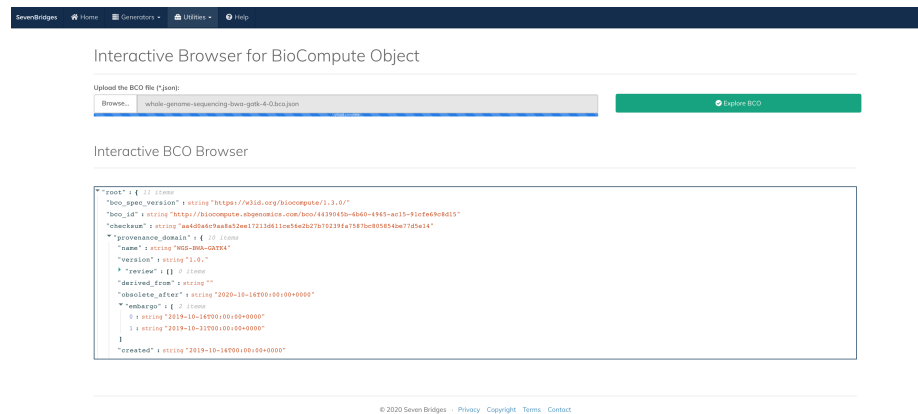 SevenBridges Home Generators Utilities Help
Interactive Browser for BioCompute Object
Upload the BCO file (*.json):
Browse... whole-genome-sequencing-bwa-gatk-4-0.bco.json Explore BCO
Interactive BCO Browser
"root" : { 11 items
"bco_spec_version" : string "https://w3id.org/biocompute/1.3.0/"
"bco_id" : string "http://biocompute.sbgenomics.com/bco/4439045b-6b60-4965-ac15-91cfe69c8d15"
"checksum" : string "aa4d0a6c9aa8a52ee17213d611ce56e2b27b70239fa7587bc805854be77d5e14"
"provenance_domain" : { 10 items
"name" : string "WGS-BWA-GATK4"
"version" : string "1.0."
"review" : [] 0 items
"derived_from" : string ""
"obsolete_after" : string "2020-10-16T00:00:00+0000"
"embargo" : [ 2 items
0 : string "2019-10-16T00:00:00+0000"
1 : string "2019-10-31T00:00:00+0000"
]
"created" : string "2019-10-16T00:00:00+0000"
© 2020 Seven Bridges · Privacy Copyright Terms Contact